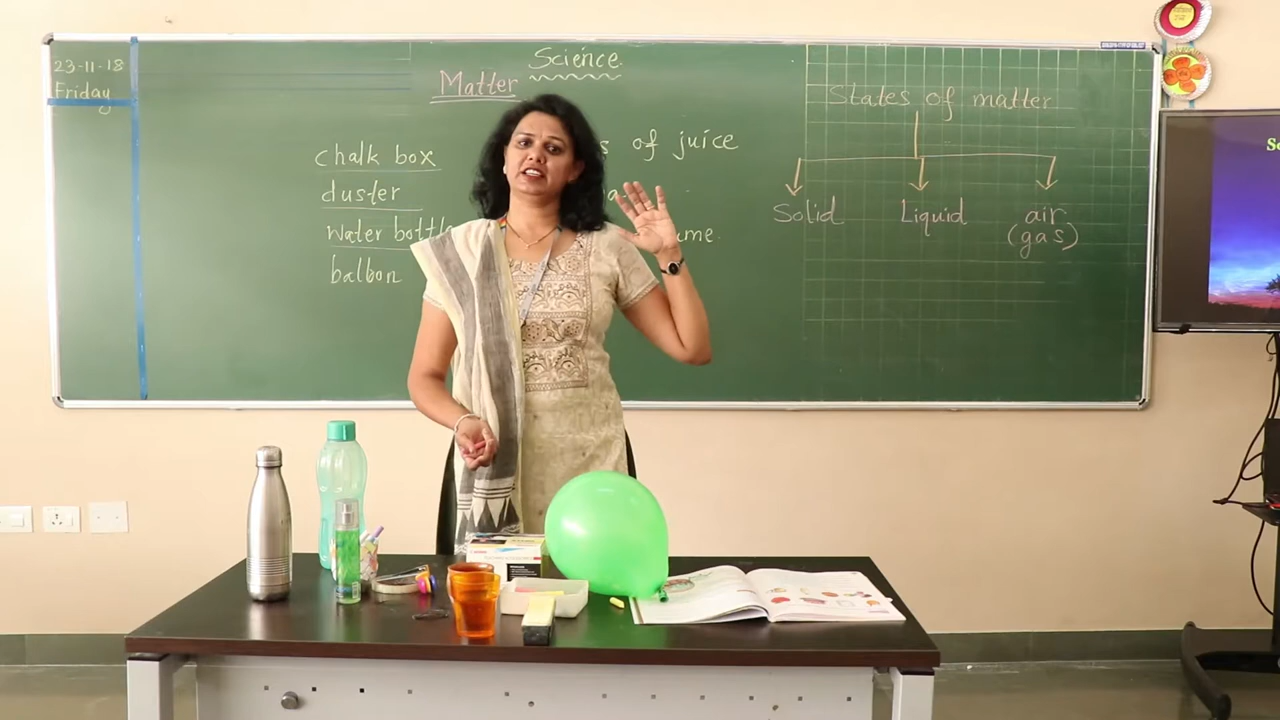 23-11-18
Friday
Science
Matter
chalk box
duster
water bottle
balloon
of juice
States of matter
Solid
Liquid
air
(gas)